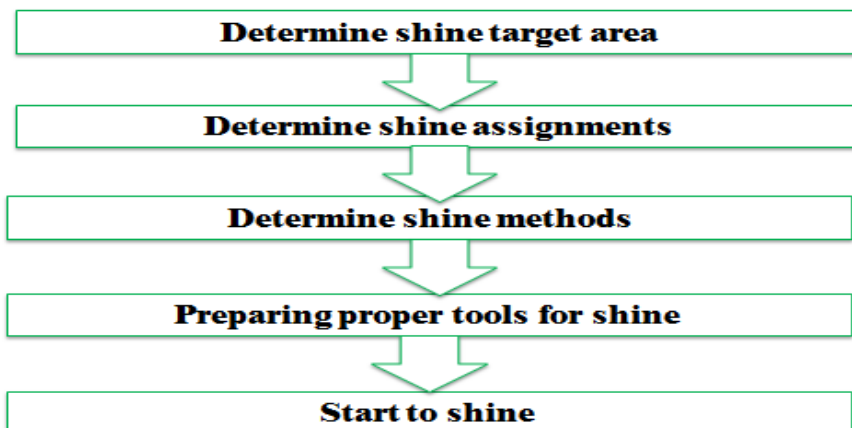 Determine shine target area
Determine shine assignments
Determine shine methods
Preparing proper tools for shine
Start to shine